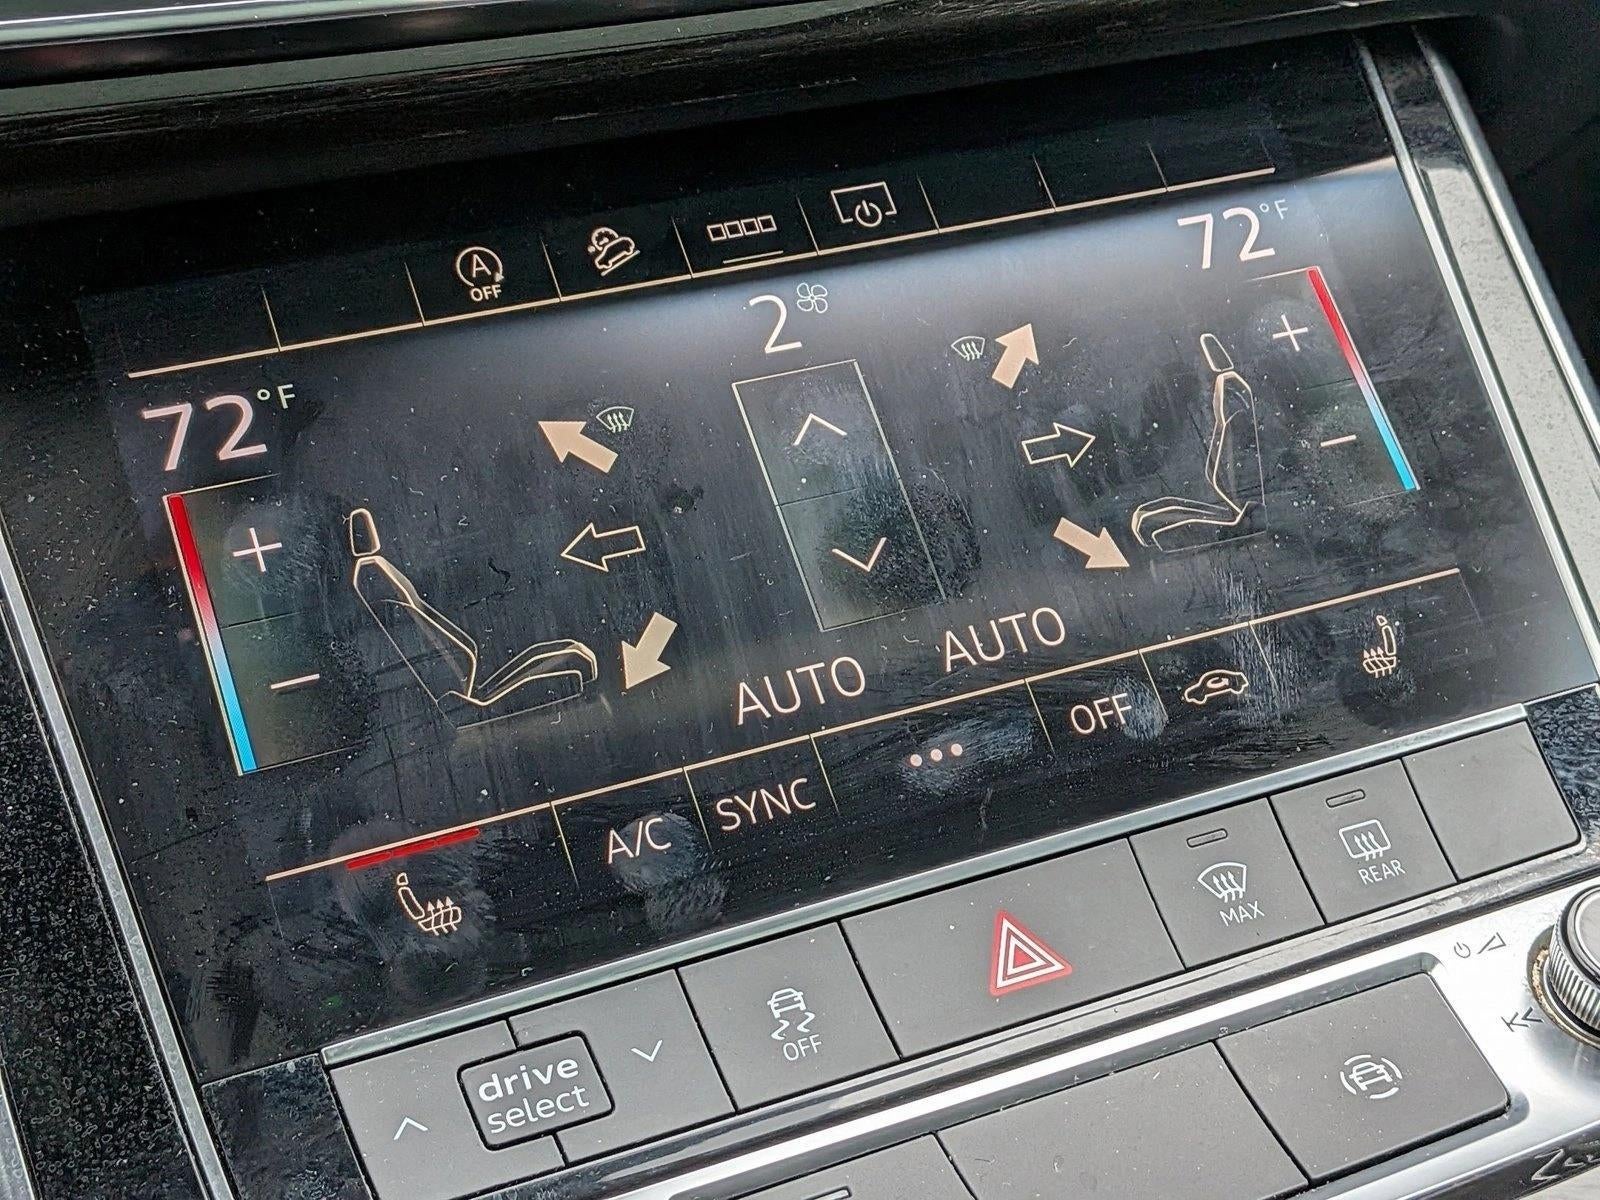 A
OFF
2
72 °F
72 °F
+
+
-
-
AUTO AUTO
A/C SYNC ... OFF
MAX
REAR
OFF
drive
select